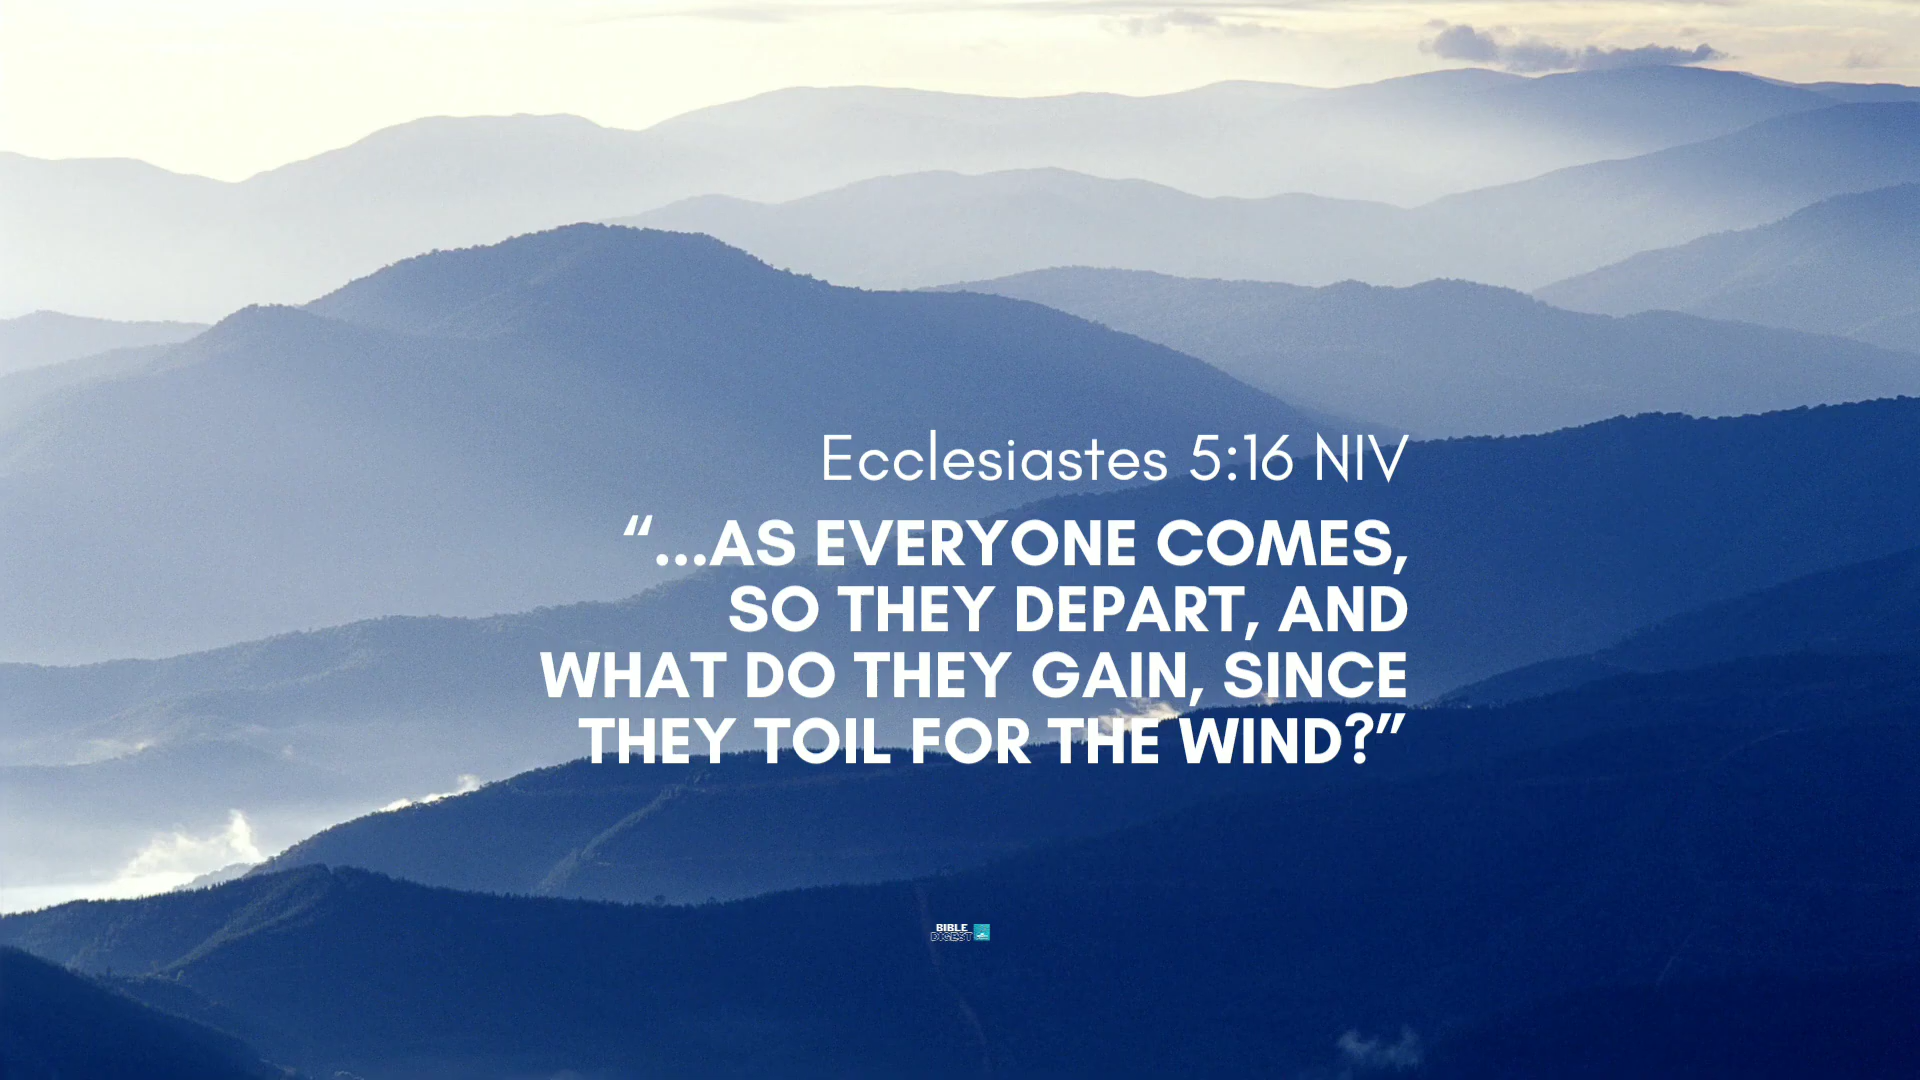 Ecclesiastes 5:16 NIV
“...AS EVERYONE COMES,
SO THEY DEPART, AND
WHAT DO THEY GAIN, SINCE
THEY TOIL FOR THE WIND?”
BIBLE
DIGEST